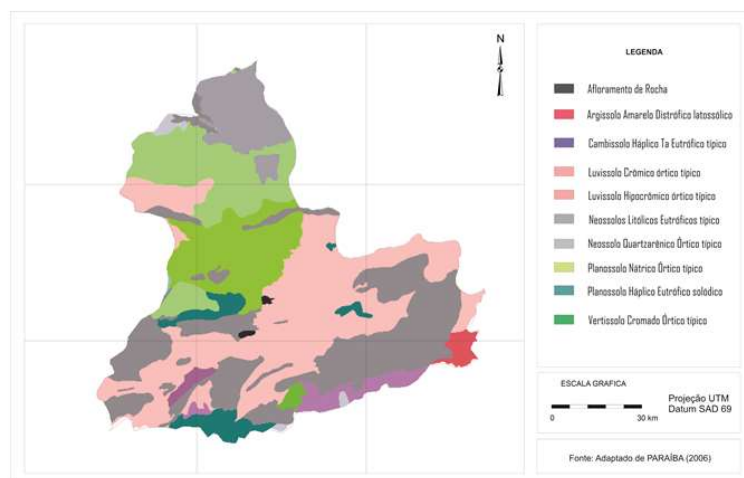 N
LEGENDA
Afloramento de Rocha
Argissolo Amarelo Distrófico latossólico
Cambissolo Háplico Ta Eutrófico típico
Luvissolo Crômico órtico típico
Luvissolo Hipocrômico órtico típico
Neossolos Litólicos Eutróficos típico
Neossolo Quartzarênico Órtico típico
Planossolo Nátrico Órtico típico
Planossolo Háplico Eutrófico solódico
Vertissolo Cromado Órtico típico
ESCALA GRAFICA
0 30 km
Projeção UTM
Datum SAD 69
Fonte: Adaptado de PARAÍBA (2006)